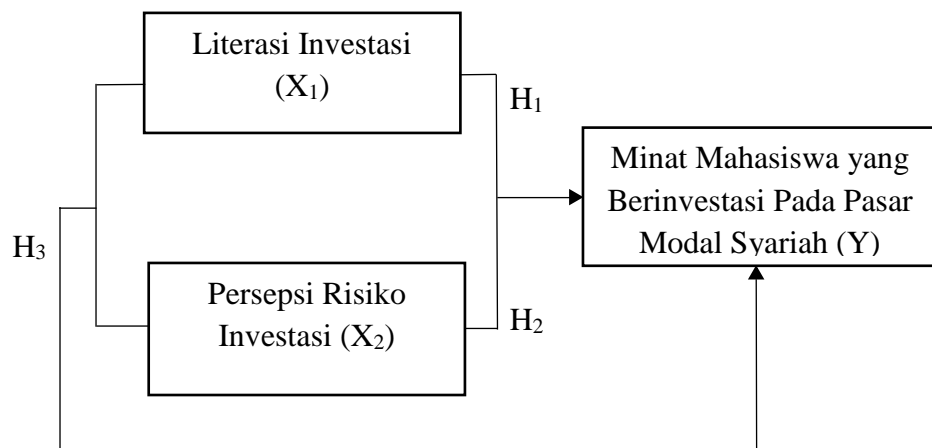 Literasi Investasi
(X₁)
H₁
Minat Mahasiswa yang
Berinvestasi Pada Pasar
Modal Syariah (Y)
H₃
Persepsi Risiko
Investasi (X₂)
H₂